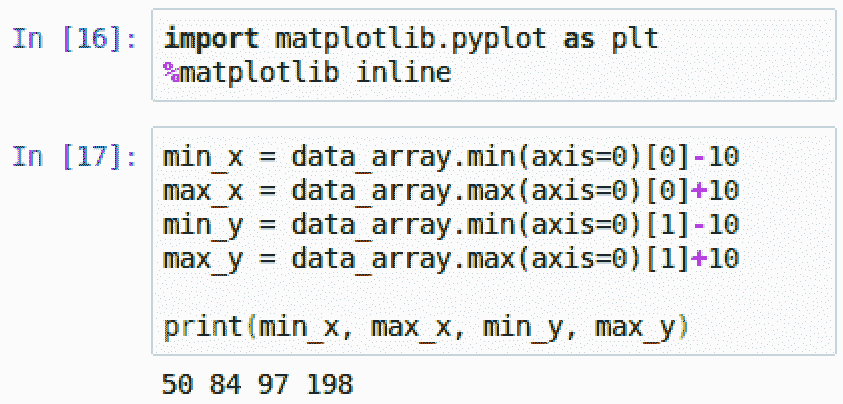 In [16]: import matplotlib.pyplot as plt
%matplotlib inline
In [17]: min_x = data_array.min(axis=0)[0]-10
max_x = data_array.max(axis=0)[0]+10
min_y = data_array.min(axis=0)[1]-10
max_y = data_array.max(axis=0)[1]+10
print(min_x, max_x, min_y, max_y)
50 84 97 198